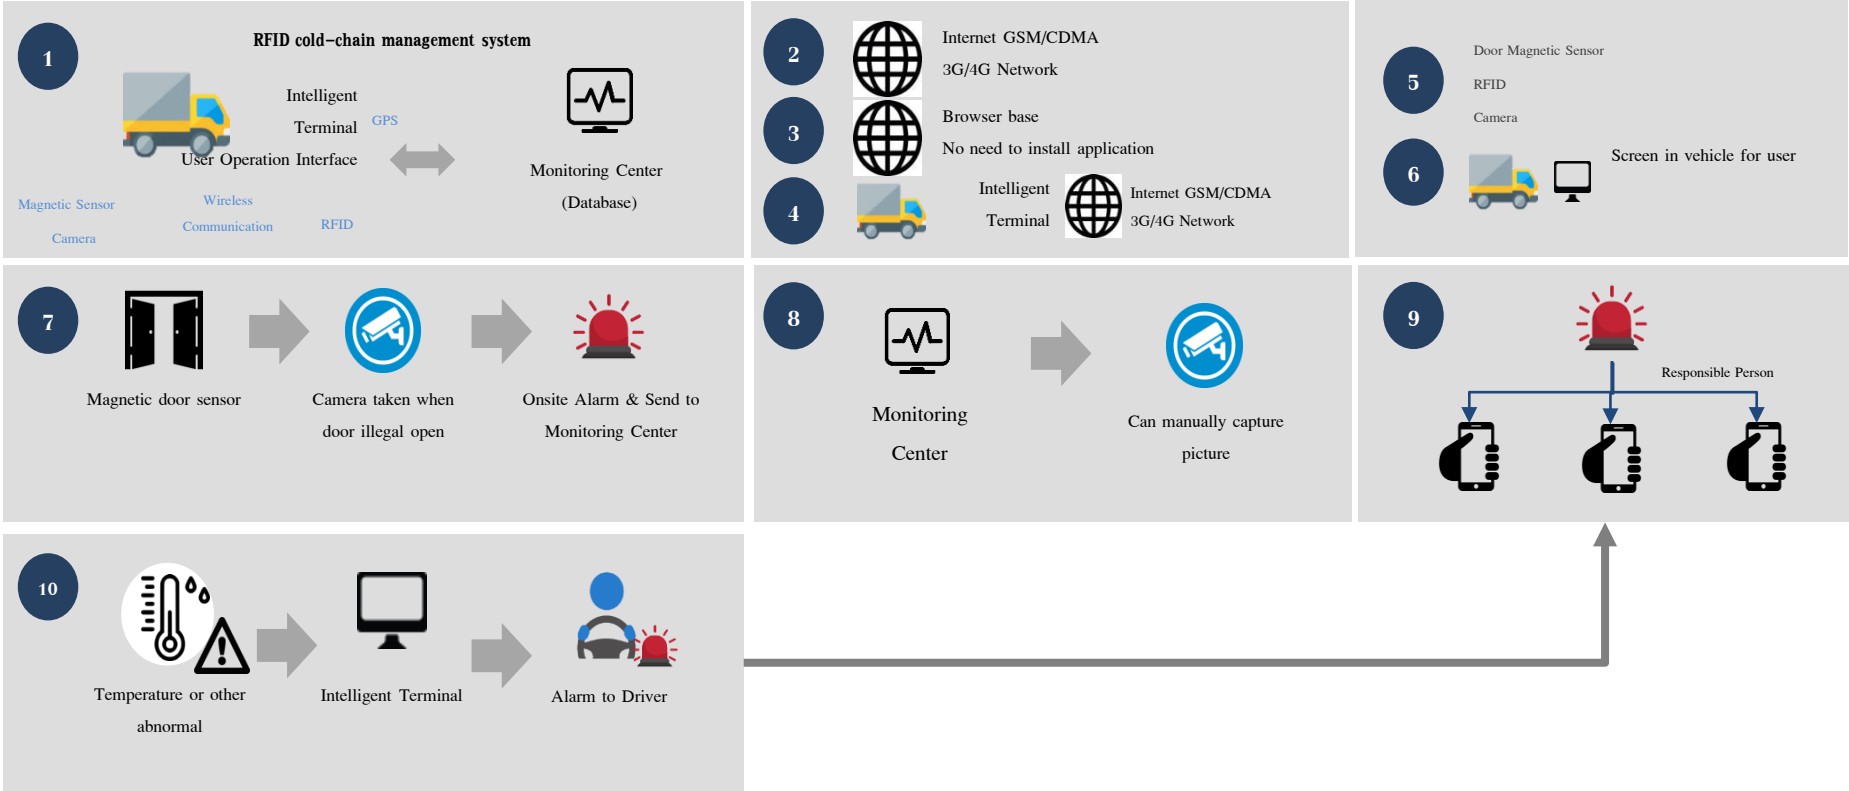 1
RFID cold-chain management system
Intelligent
Terminal
GPS
User Operation Interface
Monitoring Center
(Database)
Magnetic Sensor
Wireless
Communication
RFID
Camera
2
Internet GSM/CDMA
3G/4G Network
3
Browser base
No need to install application
4
Intelligent
Terminal
Internet GSM/CDMA
3G/4G Network
5
Door Magnetic Sensor
RFID
Camera
6
Screen in vehicle for user
7
Magnetic door sensor
Camera taken when
door illegal open
Onsite Alarm & Send to
Monitoring Center
8
Monitoring
Center
Can manually capture
picture
9
Responsible Person
10
Temperature or other
abnormal
Intelligent Terminal
Alarm to Driver